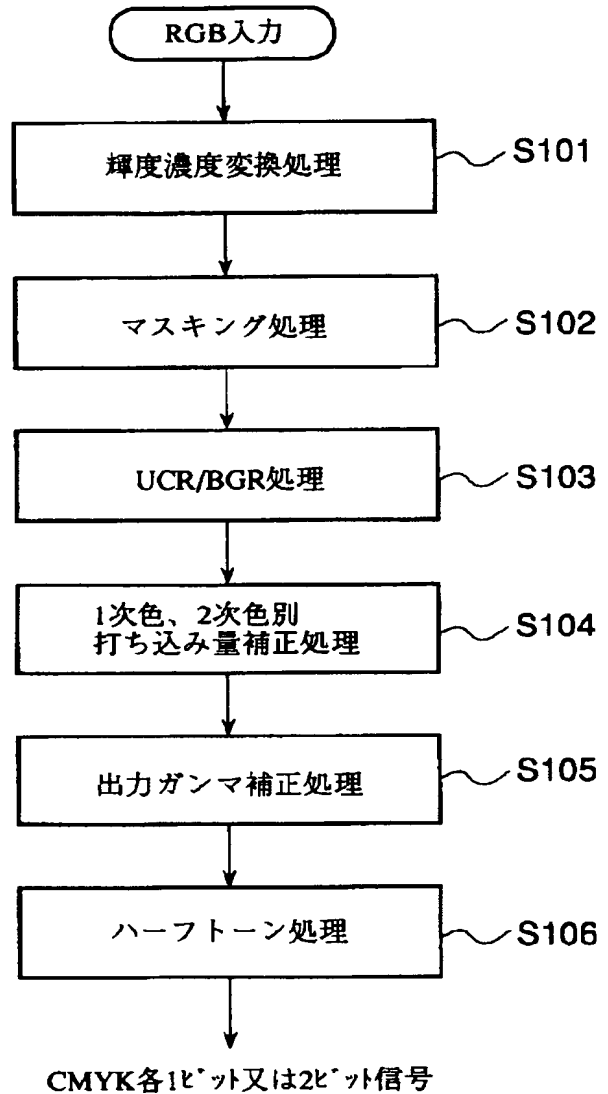 RGB入力
輝度濃度変換処理
S101
マスキング処理
S102
UCR/BGR処理
S103
1次色、2次色別
打ち込み量補正処理
S104
出力ガンマ補正処理
S105
ハーフトーン処理
S106
CMYK各1ﾋﾞｯﾄ又は2ﾋﾞｯﾄ信号